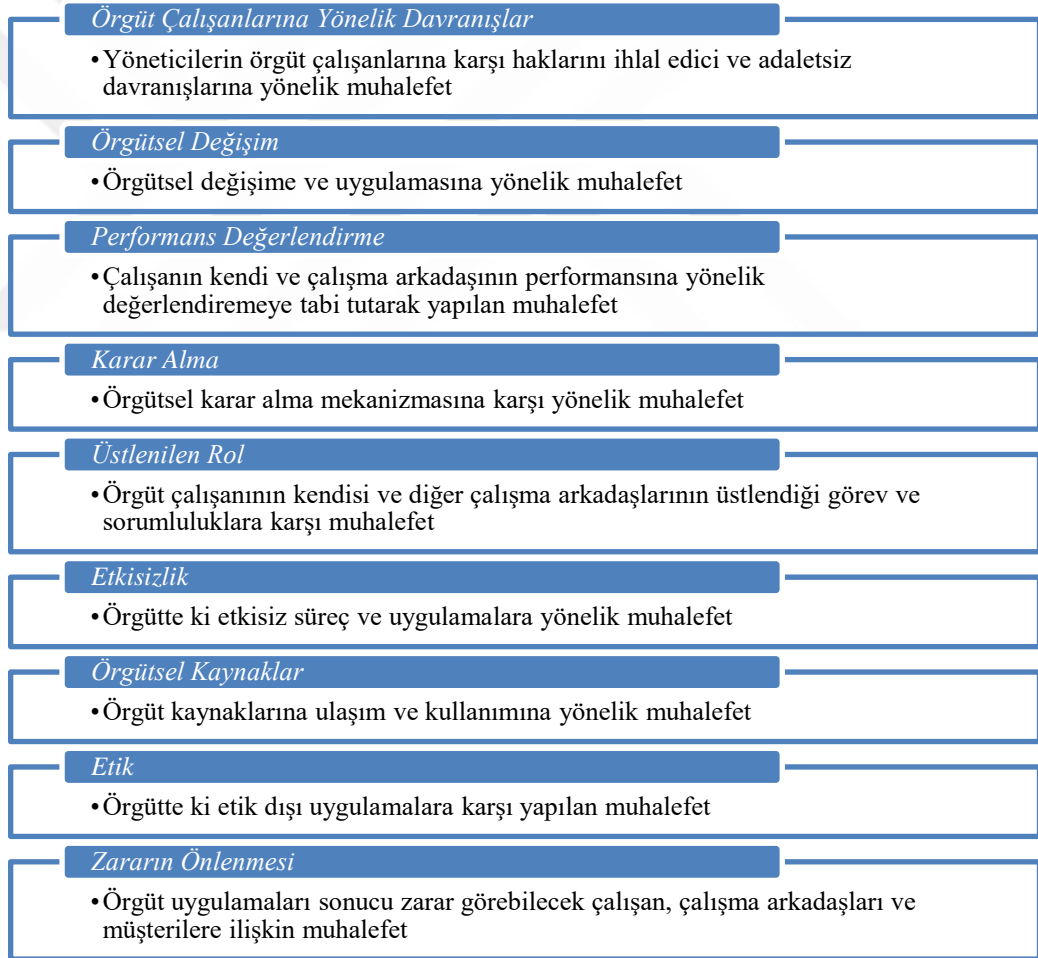 Örgüt Çalışanlarına Yönelik Davranışlar
•Yöneticilerin örgüt çalışanlarına karşı haklarını ihlal edici ve adaletsiz
davranışlarına yönelik muhalefet
Örgütsel Değişim
•Örgütsel değişime ve uygulamasına yönelik muhalefet
Performans Değerlendirme
•Çalışanın kendi ve çalışma arkadaşının performansına yönelik
değerlendiremeye tabi tutarak yapılan muhalefet
Karar Alma
•Örgütsel karar alma mekanizmasına karşı yönelik muhalefet
Üstlenilen Rol
•Örgüt çalışanının kendisi ve diğer çalışma arkadaşlarının üstlendiği görev ve
sorumluluklara karşı muhalefet
Etkisizlik
•Örgütte ki etkisiz süreç ve uygulamalara yönelik muhalefet
Örgütsel Kaynaklar
•Örgüt kaynaklarına ulaşım ve kullanımına yönelik muhalefet
Etik
•Örgütte ki etik dışı uygulamalara karşı yapılan muhalefet
Zararın Önlenmesi
•Örgüt uygulamaları sonucu zarar görebilecek çalışan, çalışma arkadaşları ve
müşterilere ilişkin muhalefet